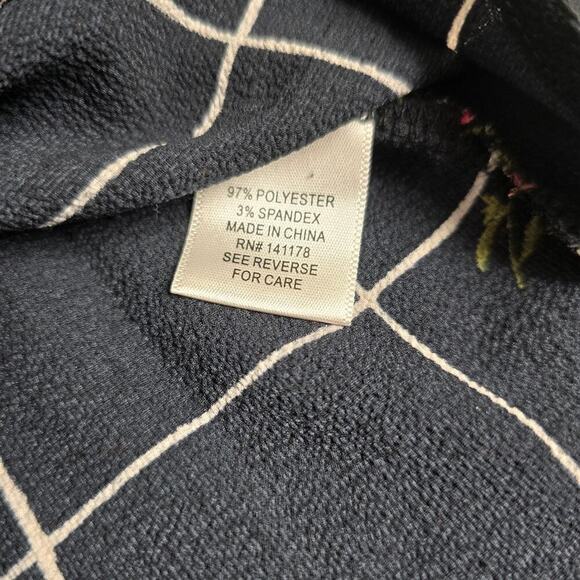 97% POLYESTER
3% SPANDEX
MADE IN CHINA
RN# 141178
SEE REVERSE
FOR CARE